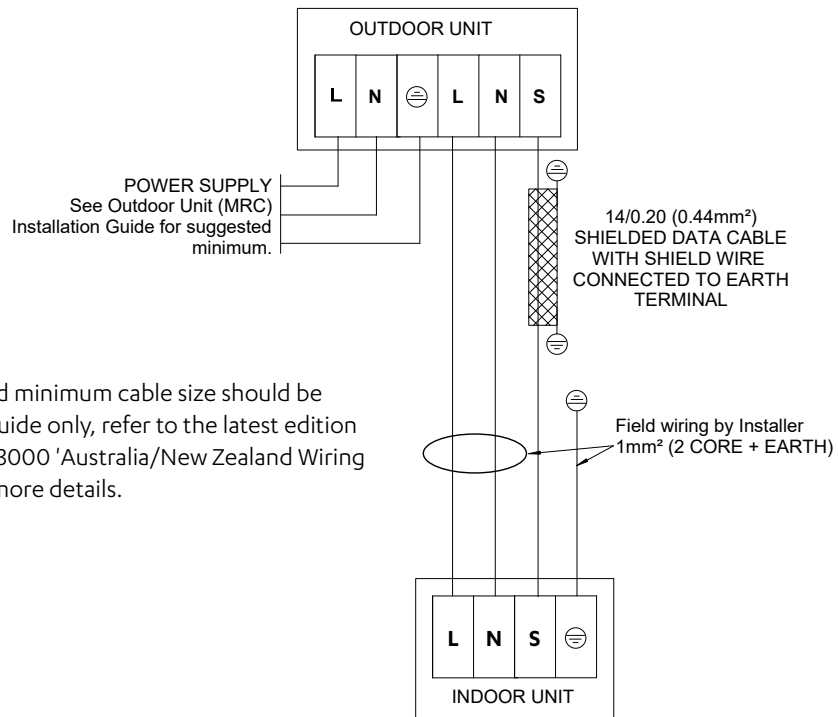 OUTDOOR UNIT
L N L N S
POWER SUPPLY
See Outdoor Unit (MRC)
Installation Guide for suggested
minimum.
14/0.20 (0.44mm²)
SHIELDED DATA CABLE
WITH SHIELD WIRE
CONNECTED TO EARTH
TERMINAL
minimum cable size should be
only, refer to the latest edition
3000 'Australia/New Zealand Wiring
more details.
Field wiring by Installer
1mm² (2 CORE + EARTH)
L N S
INDOOR UNIT